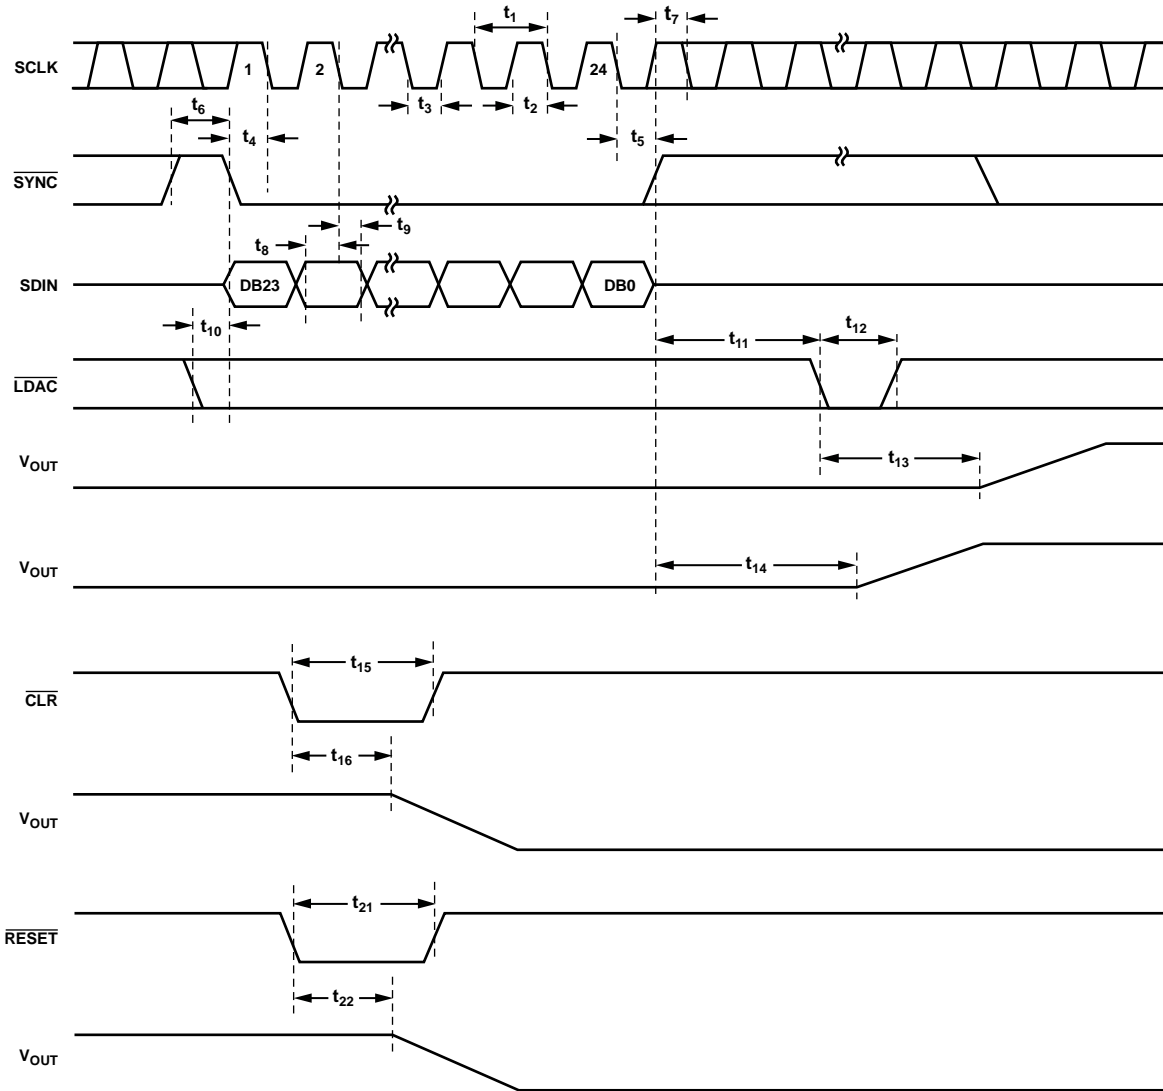 t1
t7
SCLK
1
2
24
t3
t2
t6
t4
t5
SYNC
t9
t8
SDIN
DB23
DB0
t10
t11
t12
LDAC
VOUT
t13
VOUT
t14
t15
CLR
t16
VOUT
t21
RESET
t22
VOUT